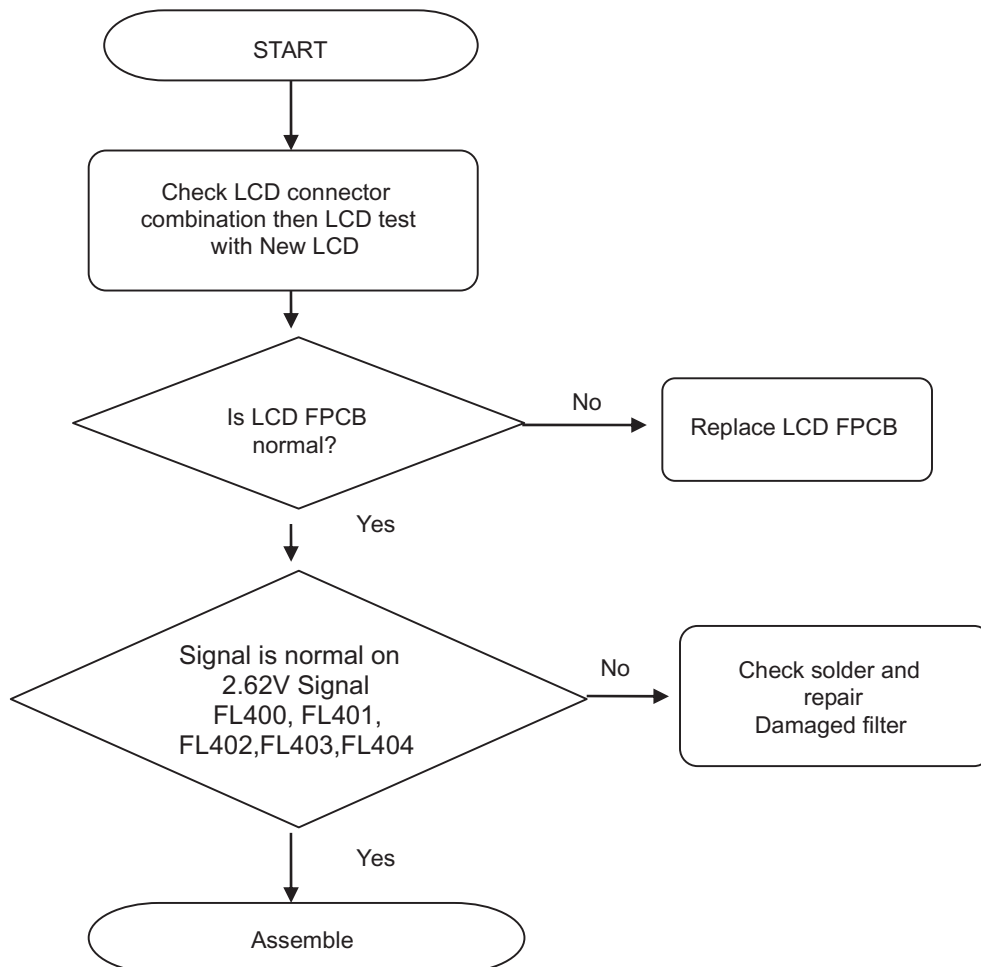 START
Check LCD connector
combination then LCD test
with New LCD
Is LCD FPCB
normal?
No
Replace LCD FPCB
Yes
Signal is normal on
2.62V Signal
FL400, FL401,
FL402,FL403,FL404
No
Check solder and
repair
Damaged filter
Yes
Assemble